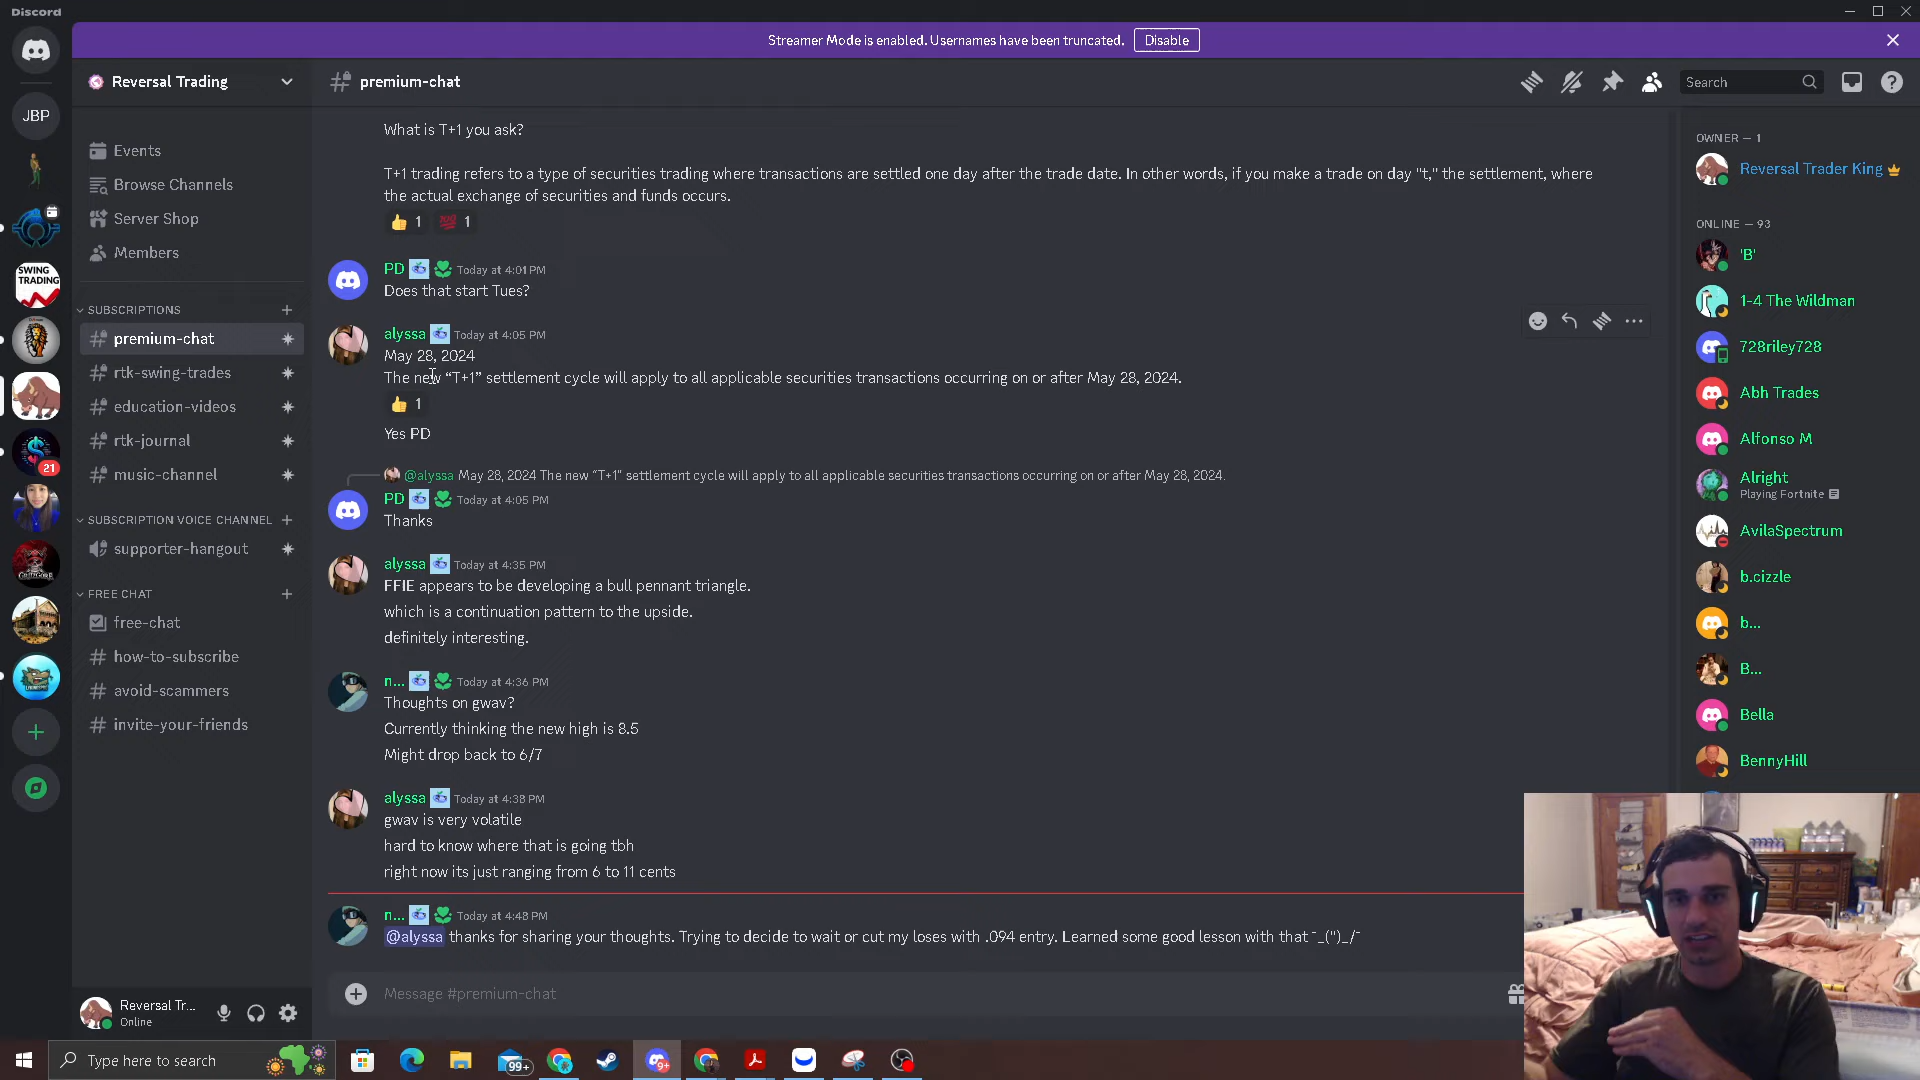 Discord
Streamer Mode is enabled. Usernames have been truncated.
Disable
JBP
SWING
TRADING
21
Reversal Trading
Events
Browse Channels
Server Shop
Members
SUBSCRIPTIONS
premium-chat
rtk-swing-trades
education-videos
rtk-journal
music-channel
SUBSCRIPTION VOICE CHANNEL
supporter-hangout
FREE CHAT
free-chat
how-to-subscribe
avoid-scammers
invite-your-friends
Reversal Tr...
Online
premium-chat
Search
What is T+1 you ask?
T+1 trading refers to a type of securities trading where transactions are settled one day after the trade date. In other words, if you make a trade on day "t," the settlement, where
the actual exchange of securities and funds occurs.
👍 1 💯 1
PD Today at 4:01 PM
Does that start Tues?
alyssa Today at 4:05 PM
May 28, 2024
The new “T+1” settlement cycle will apply to all applicable securities transactions occurring on or after May 28, 2024.
👍 1
Yes PD
@alyssa May 28, 2024 The new “T+1” settlement cycle will apply to all applicable securities transactions occurring on or after May 28, 2024.
PD Today at 4:05 PM
Thanks
alyssa Today at 4:35 PM
FFIE appears to be developing a bull pennant triangle.
which is a continuation pattern to the upside.
definitely interesting.
n... Today at 4:36 PM
Thoughts on gwav?
Currently thinking the new high is 8.5
Might drop back to 6/7
alyssa Today at 4:38 PM
gwav is very volatile
hard to know where that is going tbh
right now its just ranging from 6 to 11 cents
n... Today at 4:48 PM
@alyssa thanks for sharing your thoughts. Trying to decide to wait or cut my loses with .094 entry. Learned some good lesson with that ¯_(")_/¯
Message #premium-chat
OWNER — 1
Reversal Trader King
ONLINE — 93
'B'
1-4 The Wildman
728riley728
Abh Trades
Alfonso M
Alright
Playing Fortnite
AvilaSpectrum
b.cizzle
b...
B...
Bella
BennyHill
Type here to search
99+
9+